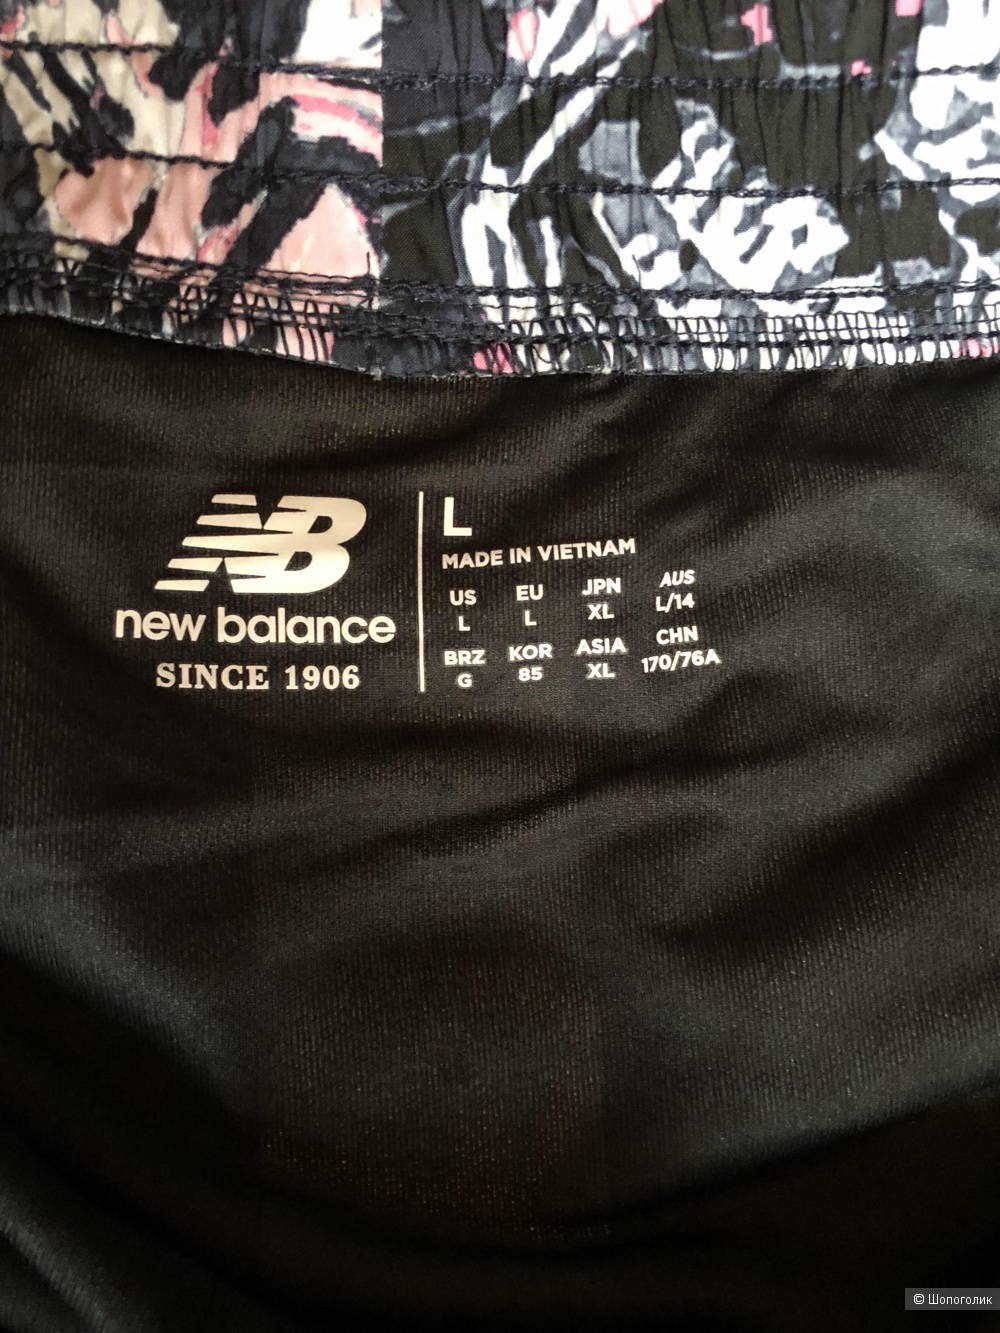 NB
new balance
SINCE 1906
L
MADE IN VIETNAM
US EU JPN AUS
L L XL L/14
BRZ KOR ASIA CHN
G 85 XL 170/76A
© Шопоголик